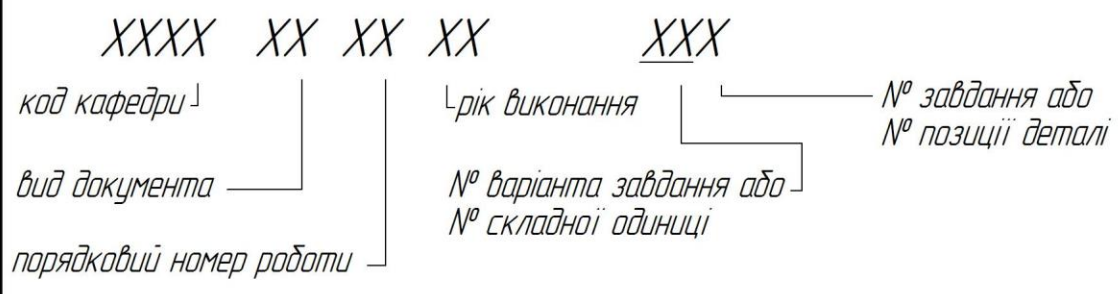 XXXX XX XX XX XXX
код кафедри
рік виконання
№ завдання або
№ позиції деталі
вид документа
№ варіанта завдання або
№ складної одиниці
порядковий номер роботи